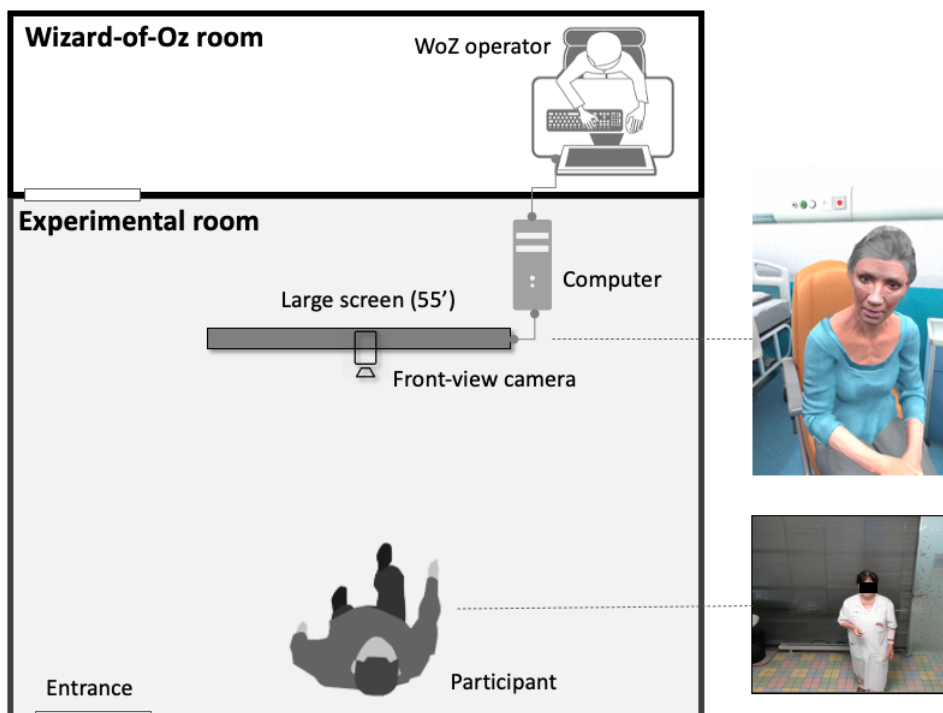 Wizard-of-Oz room
WoZ operator
Experimental room
Computer
Large screen (55’)
Front-view camera
Participant
Entrance